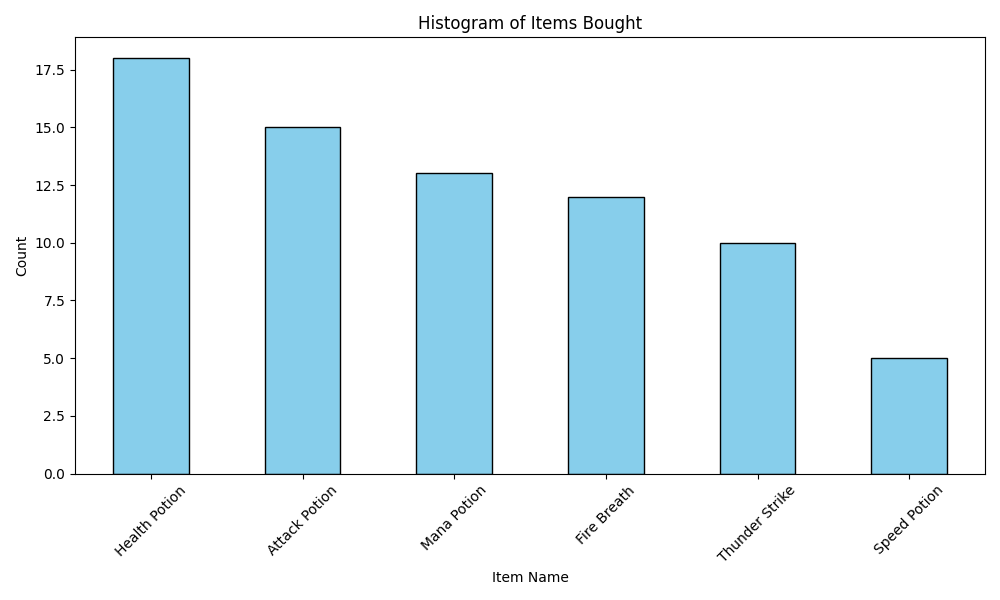 Histogram of Items Bought
17.5
15.0
12.5
10.0
7.5
5.0
2.5
0.0
Count
Health Potion
Attack Potion
Mana Potion
Fire Breath
Thunder Strike
Speed Potion
Item Name